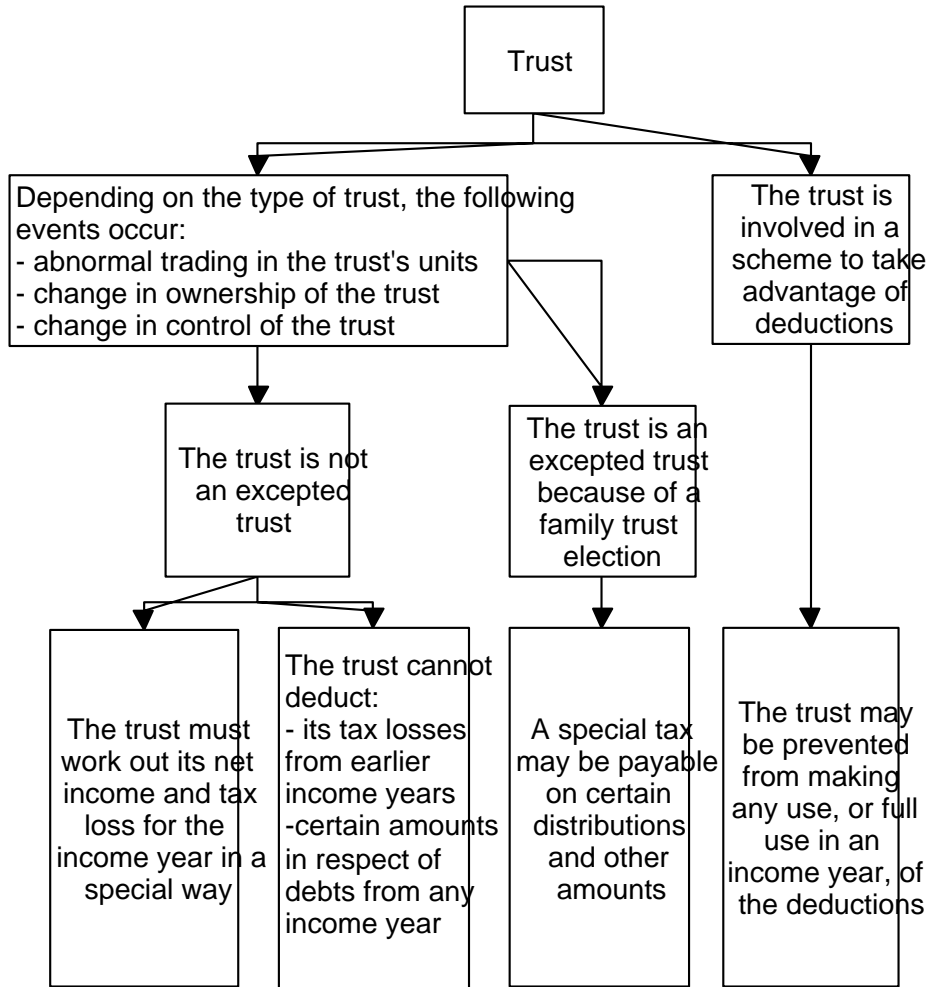 Trust
Depending on the type of trust, the following
events occur:
- abnormal trading in the trust's units
- change in ownership of the trust
- change in control of the trust
The trust is
involved in a
scheme to take
advantage of
deductions
The trust is not
an excepted
trust
The trust is an
excepted trust
because of a
family trust
election
The trust must
work out its net
income and tax
loss for the
income year in a
special way
The trust cannot
deduct:
- its tax losses
from earlier
income years
-certain amounts
in respect of
debts from any
income year
A special tax
may be payable
on certain
distributions
and other
amounts
The trust may
be prevented
from making
any use, or full
use in an
income year, of
the deductions